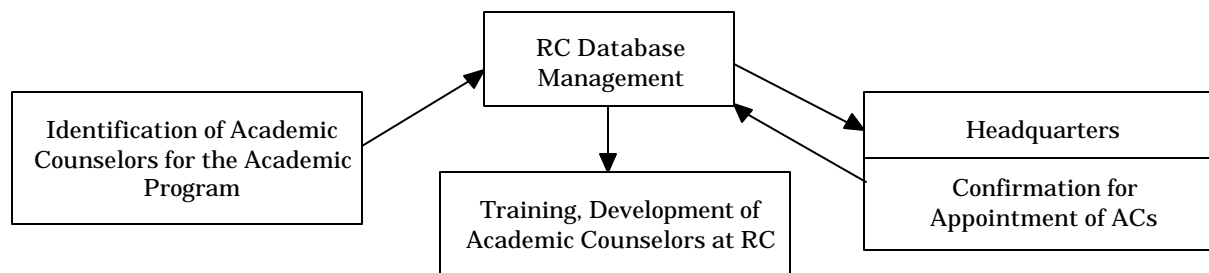 RC Database
Management
Identification of Academic
Counselors for the Academic
Program
Headquarters
Confirmation for
Appointment of ACs
Training, Development of
Academic Counselors at RC